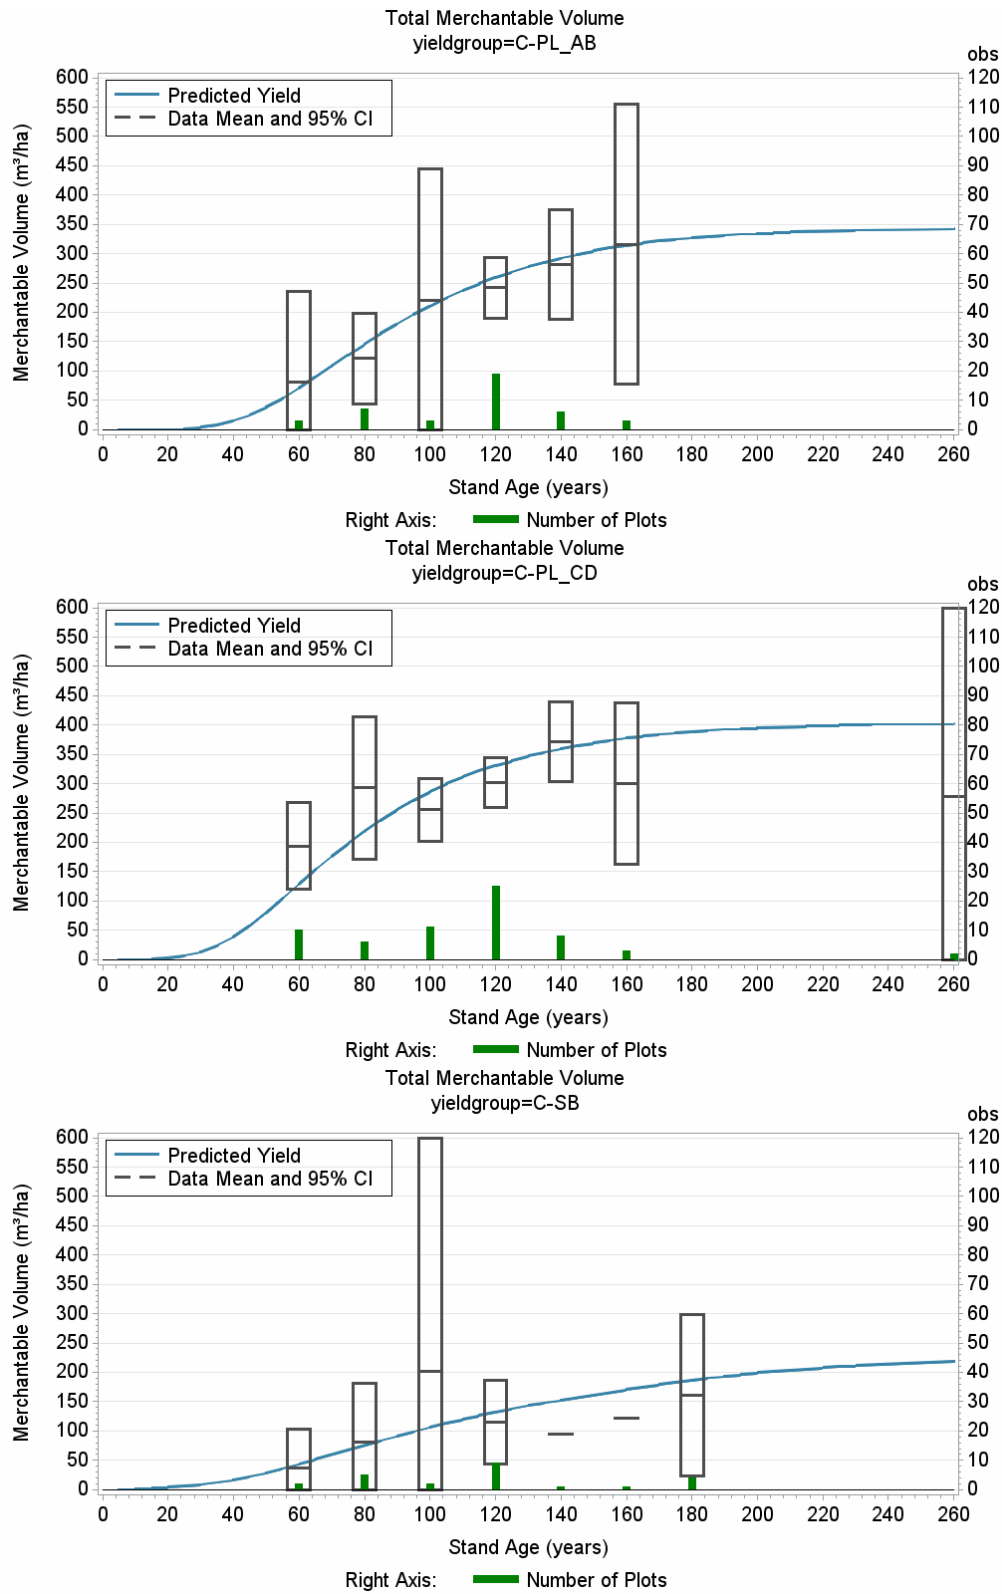 Total Merchantable Volume
yieldgroup=C-PL_AB
obs
Merchantable Volume (m³/ha)
600
550
500
450
400
350
300
250
200
150
100
50
0
Predicted Yield
Data Mean and 95% CI
120
110
100
90
80
70
60
50
40
30
20
10
0
0 20 40 60 80 100 120 140 160 180 200 220 240 260
Stand Age (years)
Right Axis: Number of Plots
Total Merchantable Volume
yieldgroup=C-PL_CD
obs
Merchantable Volume (m³/ha)
600
550
500
450
400
350
300
250
200
150
100
50
0
Predicted Yield
Data Mean and 95% CI
120
110
100
90
80
70
60
50
40
30
20
10
0
0 20 40 60 80 100 120 140 160 180 200 220 240 260
Stand Age (years)
Right Axis: Number of Plots
Total Merchantable Volume
yieldgroup=C-SB
obs
Merchantable Volume (m³/ha)
600
550
500
450
400
350
300
250
200
150
100
50
0
Predicted Yield
Data Mean and 95% CI
120
110
100
90
80
70
60
50
40
30
20
10
0
0 20 40 60 80 100 120 140 160 180 200 220 240 260
Stand Age (years)
Right Axis: Number of Plots